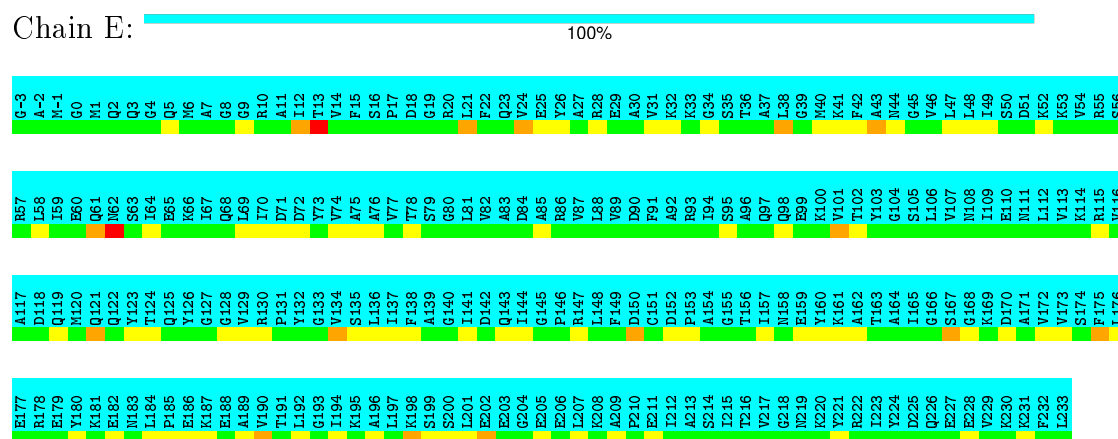 Chain E:
100%
G-3 A-2 M-1 G0 M1 Q2 Q3 G4 Q5 M6 A7 G8 G9 R10 A11 I12 T13 V14 F15 S16 P17 D18 G19 R20 L21 F22 Q23 V24 E25 Y26 A27 R28 E29 A30 V31 K32 K33 G34 S35 T36 A37 L38 G39 M40 K41 F42 A43 N44 G45 V46 L47 L48 I49 S50 D51 K52 K53 V54 R55 S56
R57 L58 I59 E60 Q61 N62 S63 I64 E65 K66 I67 Q68 L69 I70 D71 D72 Y73 V74 A75 A76 V77 T78 S79 G80 L81 V82 A83 D84 A85 R86 V87 L88 V89 D90 F91 A92 R93 I94 S95 A96 Q97 Q98 E99 K100 V101 T102 Y103 G104 S105 L106 V107 N108 I109 E110 N111 L112 V113 K114 R115 V116
A117 D118 Q119 M120 Q121 Q122 Y123 T124 Q125 Y126 G127 G128 V129 R130 P131 Y132 G133 V134 S135 L136 I137 F138 A139 G140 I141 D142 Q143 I144 G145 P146 R147 L148 F149 D150 C151 D152 P153 A154 G155 T156 I157 N158 E159 Y160 K161 A162 T163 A164 I165 G166 S167 G168 K169 D170 A171 V172 V173 S174 F175
E177 R178 E179 Y180 K181 E182 N183 L184 P185 E186 K187 E188 A189 V190 T191 L192 G193 I194 K195 A196 L197 K198 S199 S200 L201 E202 E203 G204 E205 E206 L207 K208 A209 P210 E211 I212 A213 S214 I215 T216 V217 G218 N219 K220 Y221 R222 I223 Y224 D225 Q226 E227 E228 V229 K230 K231 F232 L233